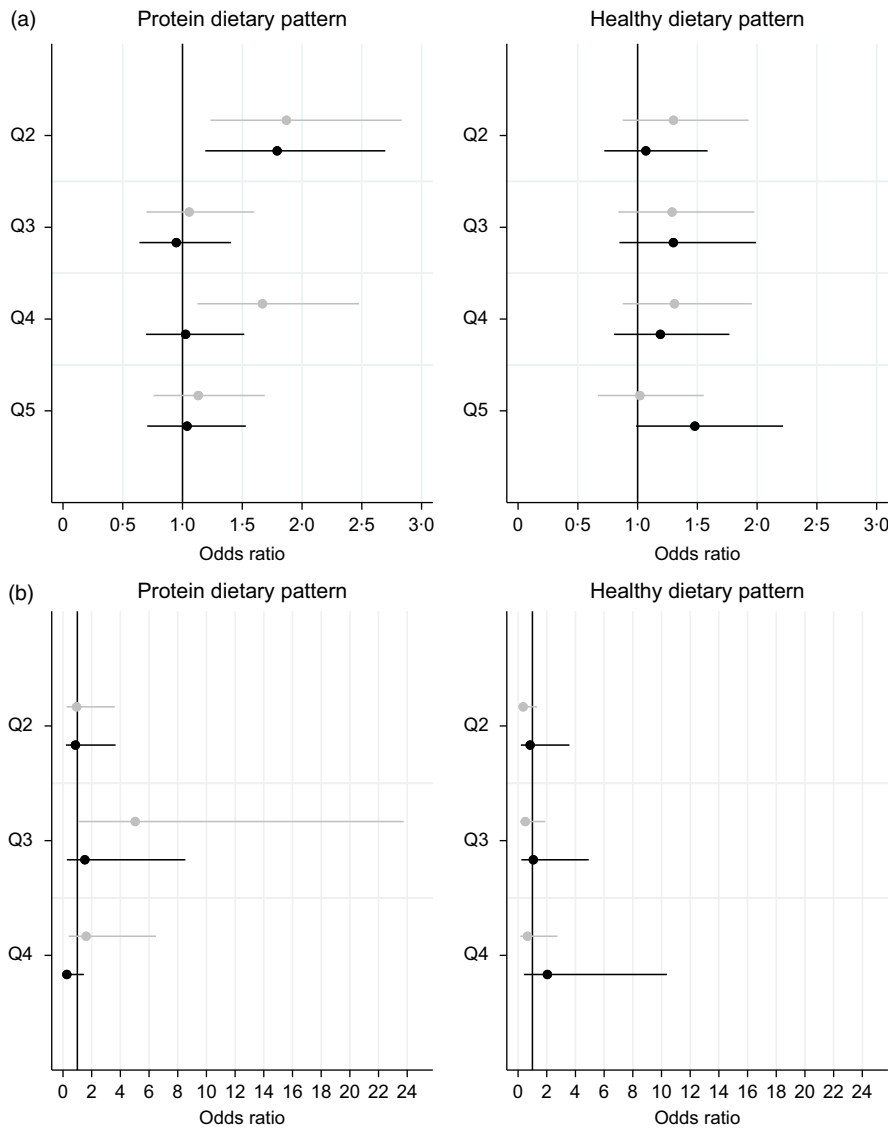 (a)
Protein dietary pattern
Q2
Q3
Q4
Q5
0 0·5 1·0 1·5 2·0 2·5 3·0
Odds ratio
Healthy dietary pattern
Q2
Q3
Q4
Q5
0 0·5 1·0 1·5 2·0 2·5 3·0
Odds ratio
(b)
Protein dietary pattern
Q2
Q3
Q4
0 2 4 6 8 10 12 14 16 18 20 22 24
Odds ratio
Healthy dietary pattern
Q2
Q3
Q4
0 2 4 6 8 10 12 14 16 18 20 22 24
Odds ratio